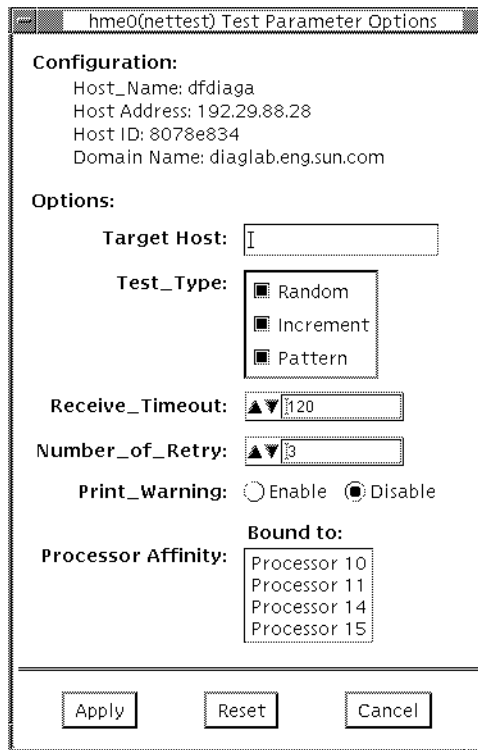 hme0(nettest) Test Parameter Options
Configuration:
Host_Name: dfdiaga
Host Address: 192.29.88.28
Host ID: 8078e834
Domain Name: diaglab.eng.sun.com
Options:
Target Host:
Test_Type:
Random
Increment
Pattern
Receive_Timeout: 120
Number_of_Retry: 3
Print_Warning: Enable Disable
Bound to:
Processor Affinity:
Processor 10
Processor 11
Processor 14
Processor 15
Apply Reset Cancel